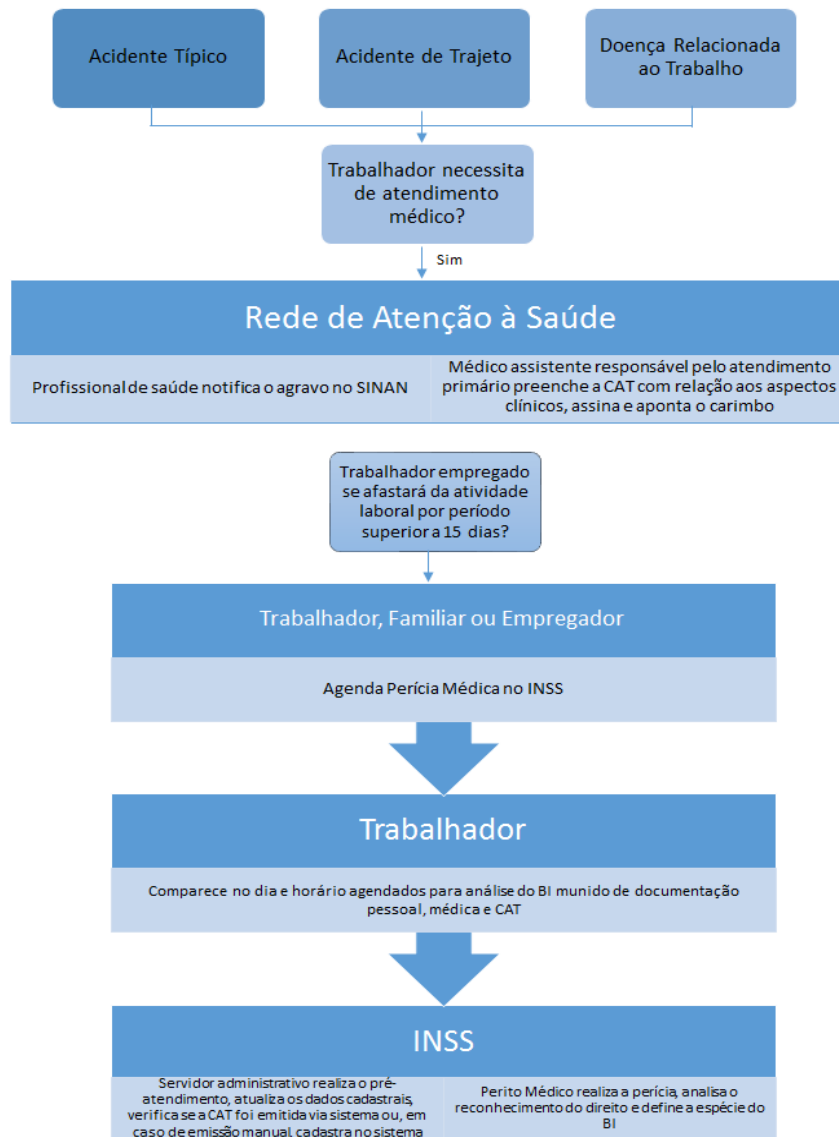 Acidente Típico
Acidente de Trajeto
Doença Relacionada
ao Trabalho
Trabalhador necessita
de atendimento
médico?
Sim
Rede de Atenção à Saúde
Profissional de saúde notifica o agravo no SINAN
Médico assistente responsável pelo atendimento
primário preenche a CAT com relação aos aspectos
clínicos, assina e aponta o carimbo
Trabalhador empregado
se afastará da atividade
laboral por período
superior a 15 dias?
Trabalhador, Familiar ou Empregador
Agenda Perícia Médica no INSS
Trabalhador
Comparece no dia e horário agendados para análise do BI munido de documentação
pessoal, médica e CAT
INSS
Servidor administrativo realiza o pré-
atendimento, atualiza os dados cadastrais,
verifica se a CAT foi emitida via sistema ou, em
caso de emissão manual, cadastra no sistema
Perito Médico realiza a perícia, analisa o
reconhecimento do direito e define a espécie do
BI